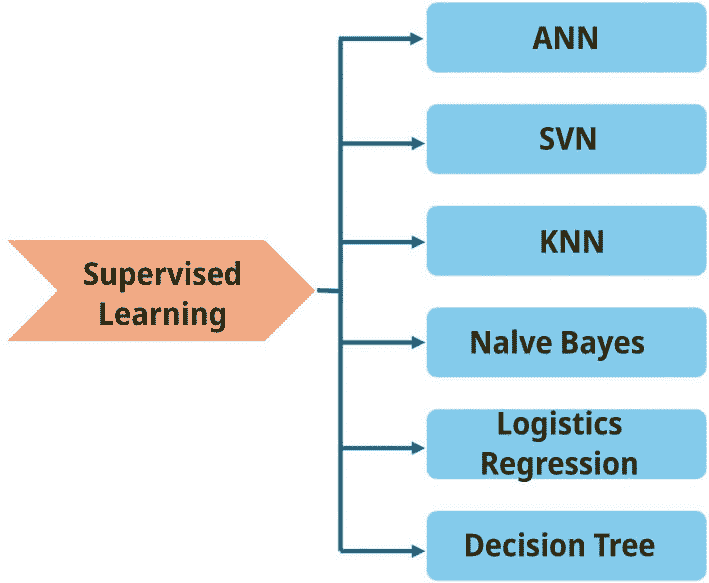 ANN
SVN
KNN
Supervised
Learning
Nalve Bayes
Logistics
Regression
Decision Tree